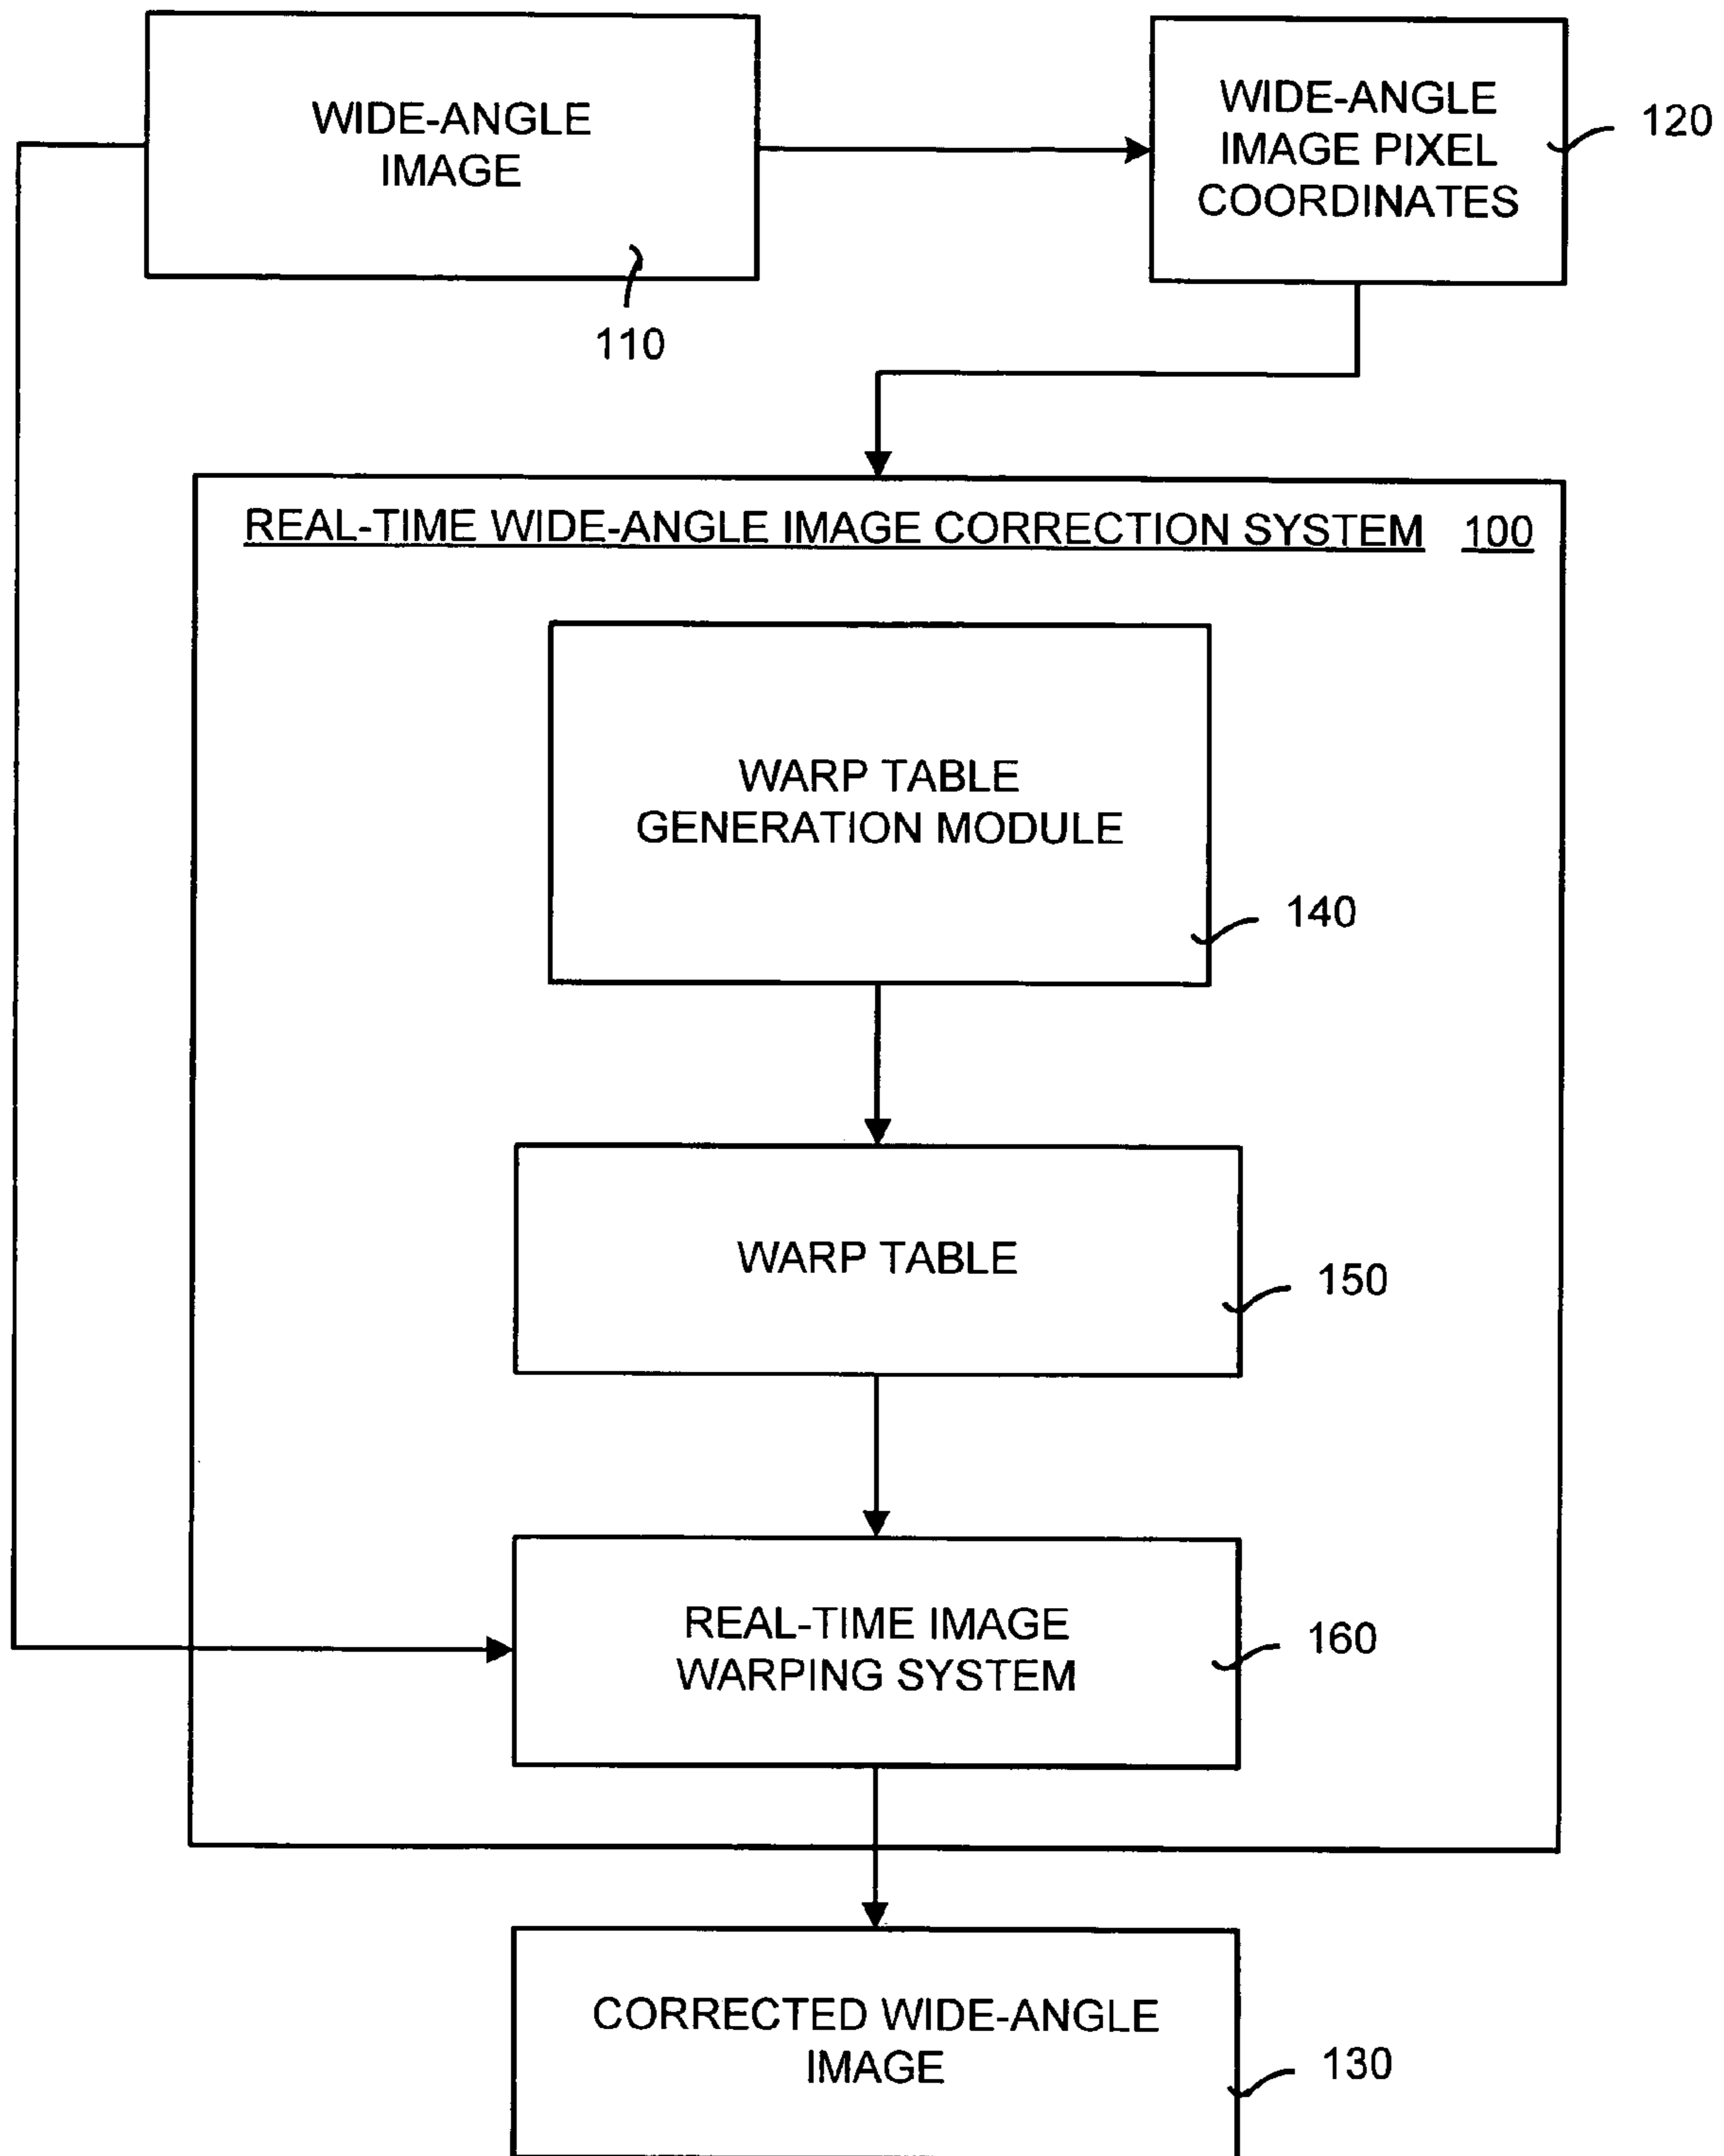 WIDE-ANGLE
IMAGE
110
WIDE-ANGLE
IMAGE PIXEL
COORDINATES
120
REAL-TIME WIDE-ANGLE IMAGE CORRECTION SYSTEM 100
WARP TABLE
GENERATION MODULE
140
WARP TABLE
150
REAL-TIME IMAGE
WARPING SYSTEM
160
CORRECTED WIDE-ANGLE
IMAGE
130